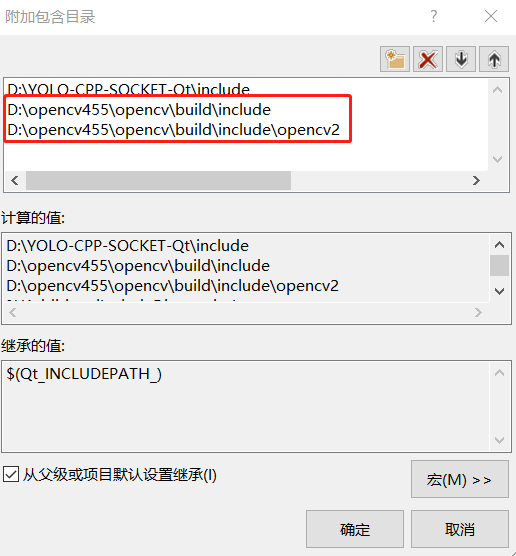 附加包含目录
D:\YOLO-CPP-SOCKET-Qt\include
D:\opencv455\opencv\build\include
D:\opencv455\opencv\build\include\opencv2
计算的值:
D:\YOLO-CPP-SOCKET-Qt\include
D:\opencv455\opencv\build\include
D:\opencv455\opencv\build\include\opencv2
继承的值:
$(Qt_INCLUDEPATH_)
从父级或项目默认设置继承(I)
宏(M) >>
确定
取消